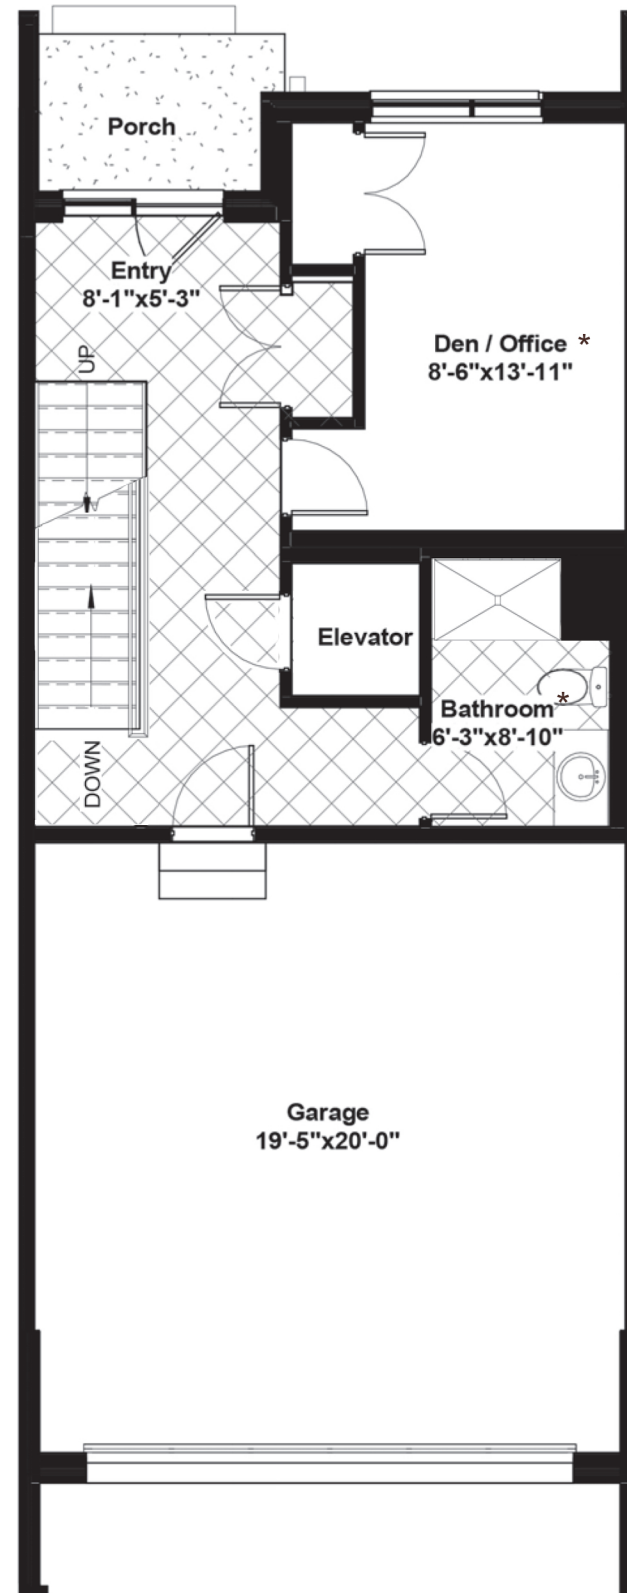 Porch
Entry
8'-1"x5'-3"
UP
Den / Office *
8'-6"x13'-11"
Elevator
Bathroom *
6'-3"x8'-10"
DOWN
Garage
19'-5"x20'-0"